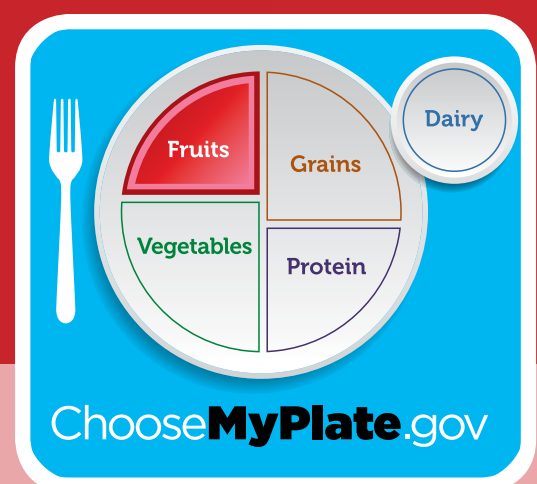 Fruits
Grains
Dairy
Vegetables
Protein
ChooseMyPlate.gov